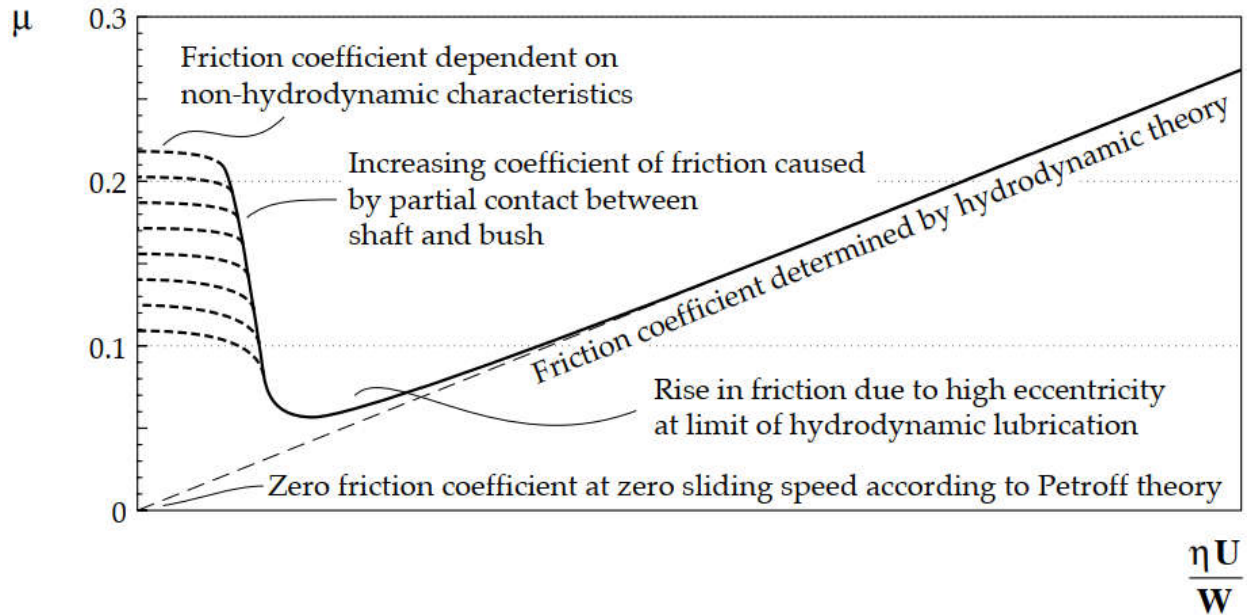 μ
0.3
Friction coefficient dependent on
non-hydrodynamic characteristics
Increasing coefficient of friction caused
by partial contact between
shaft and bush
0.2
Friction coefficient determined by hydrodynamic theory
0.1
Rise in friction due to high eccentricity
at limit of hydrodynamic lubrication
Zero friction coefficient at zero sliding speed according to Petroff theory
0
η U
W